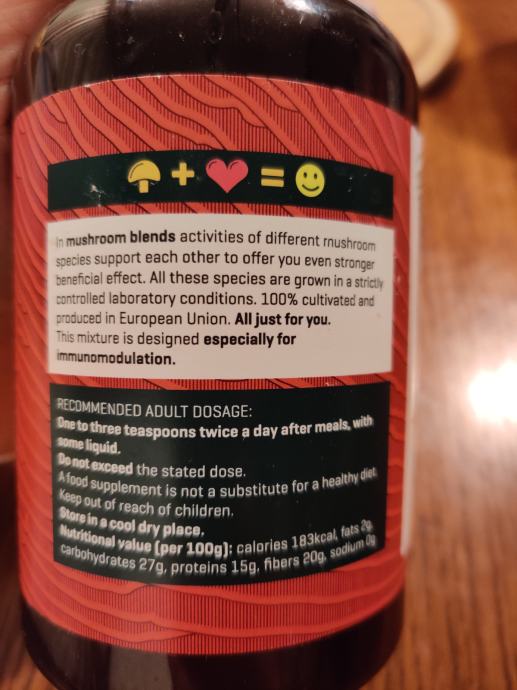 In mushroom blends activities of different mushroom
species support each other to offer you even stronger
beneficial effect. All these species are grown in a strictly
controlled laboratory conditions. 100% cultivated and
produced in European Union. All just for you.
This mixture is designed especially for
immunomodulation.
RECOMMENDED ADULT DOSAGE:
One to three teaspoons twice a day after meals, with
some liquid.
Do not exceed the stated dose.
A food supplement is not a substitute for a healthy diet.
Keep out of reach of children.
Store in a cool dry place.
Nutritional value (per 100g): calories 183kcal, fats 2g,
carbohydrates 27g, proteins 15g, fibers 20g, sodium 0g